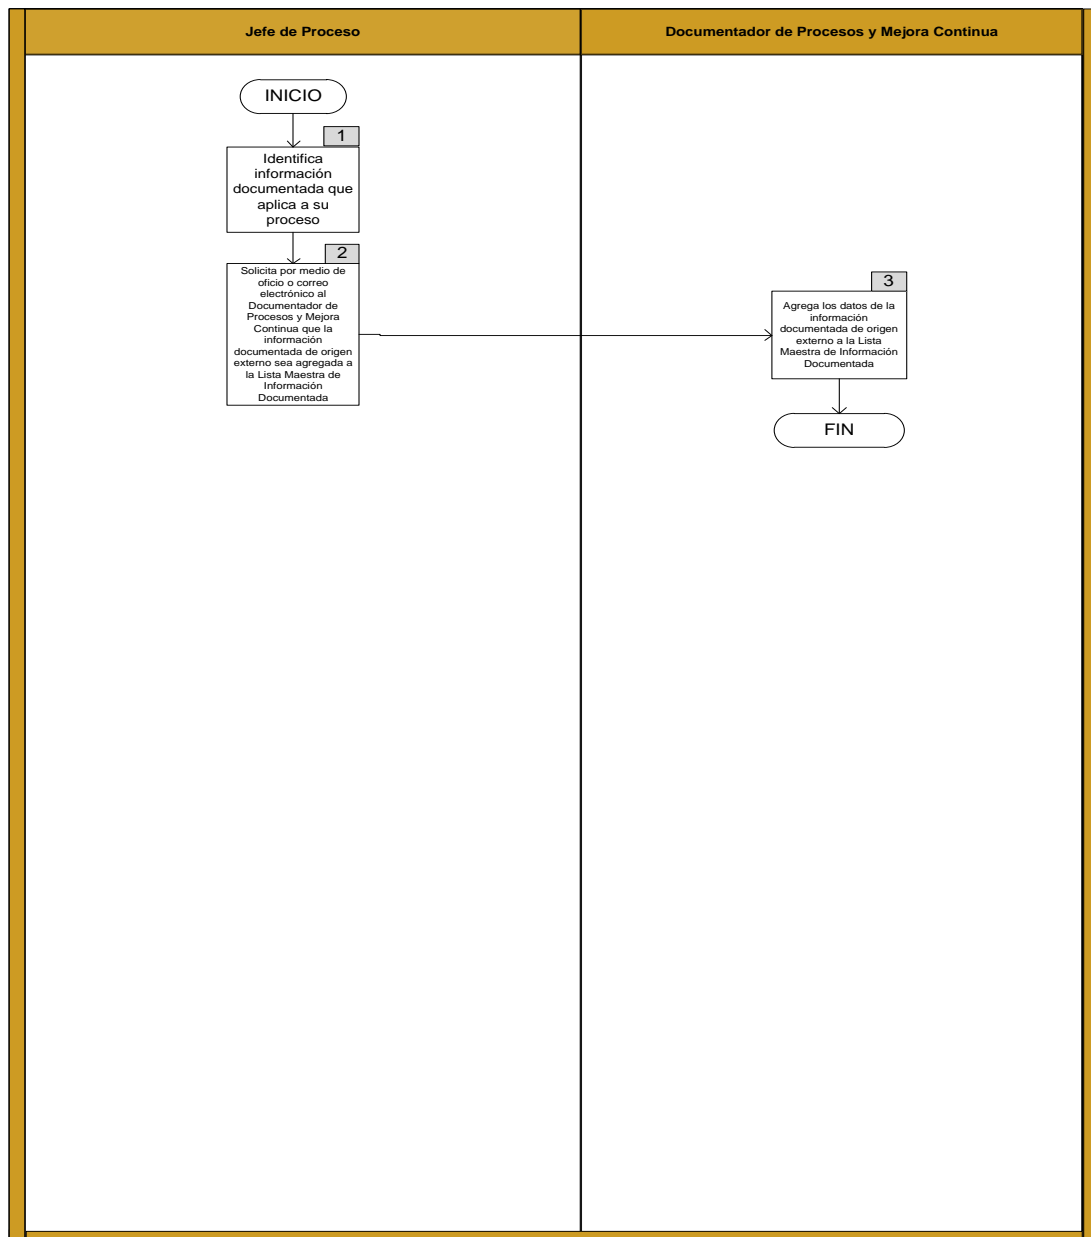 Jefe de Proceso
Documentador de Procesos y Mejora Continua
INICIO
1
Identifica
información
documentada que
aplica a su
proceso
2
Solicita por medio de
oficio o correo
electrónico al
Documentador de
Procesos y Mejora
Continua que la
información
documentada de origen
externo sea agregada a
la Lista Maestra de
Información
Documentada
3
Agrega los datos de la
información
documentada de origen
externo a la Lista
Maestra de Información
Documentada
FIN